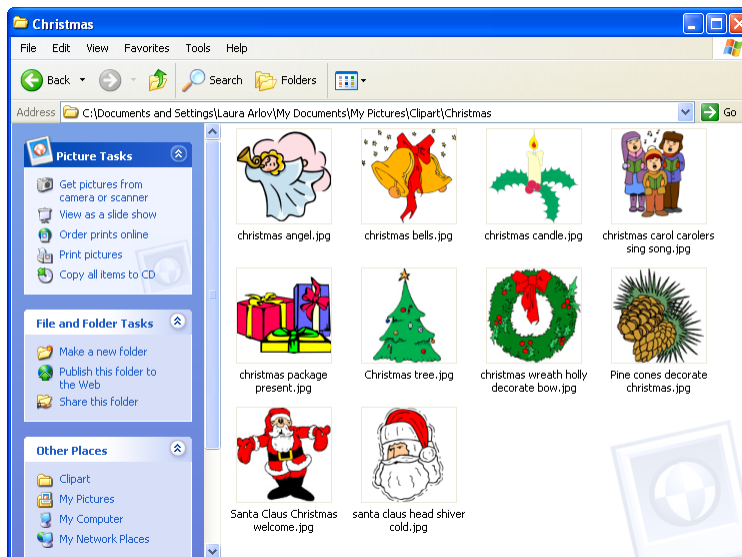 Christmas
File Edit View Favorites Tools Help
Back Search Folders
Address C:\Documents and Settings\Laura Arlov\My Documents\My Pictures\Clipart\Christmas Go
Picture Tasks
Get pictures from
camera or scanner
View as a slide show
Order prints online
Print pictures
Copy all items to CD
File and Folder Tasks
Make a new folder
Publish this folder to
the Web
Share this folder
Other Places
Clipart
My Pictures
My Computer
My Network Places
christmas angel.jpg
christmas bells.jpg
christmas candle.jpg
christmas carol carolers
sing song.jpg
christmas package
present.jpg
Christmas tree.jpg
christmas wreath holly
decorate bow.jpg
Pine cones decorate
christmas.jpg
Santa Claus Christmas
welcome.jpg
santa claus head shiver
cold.jpg